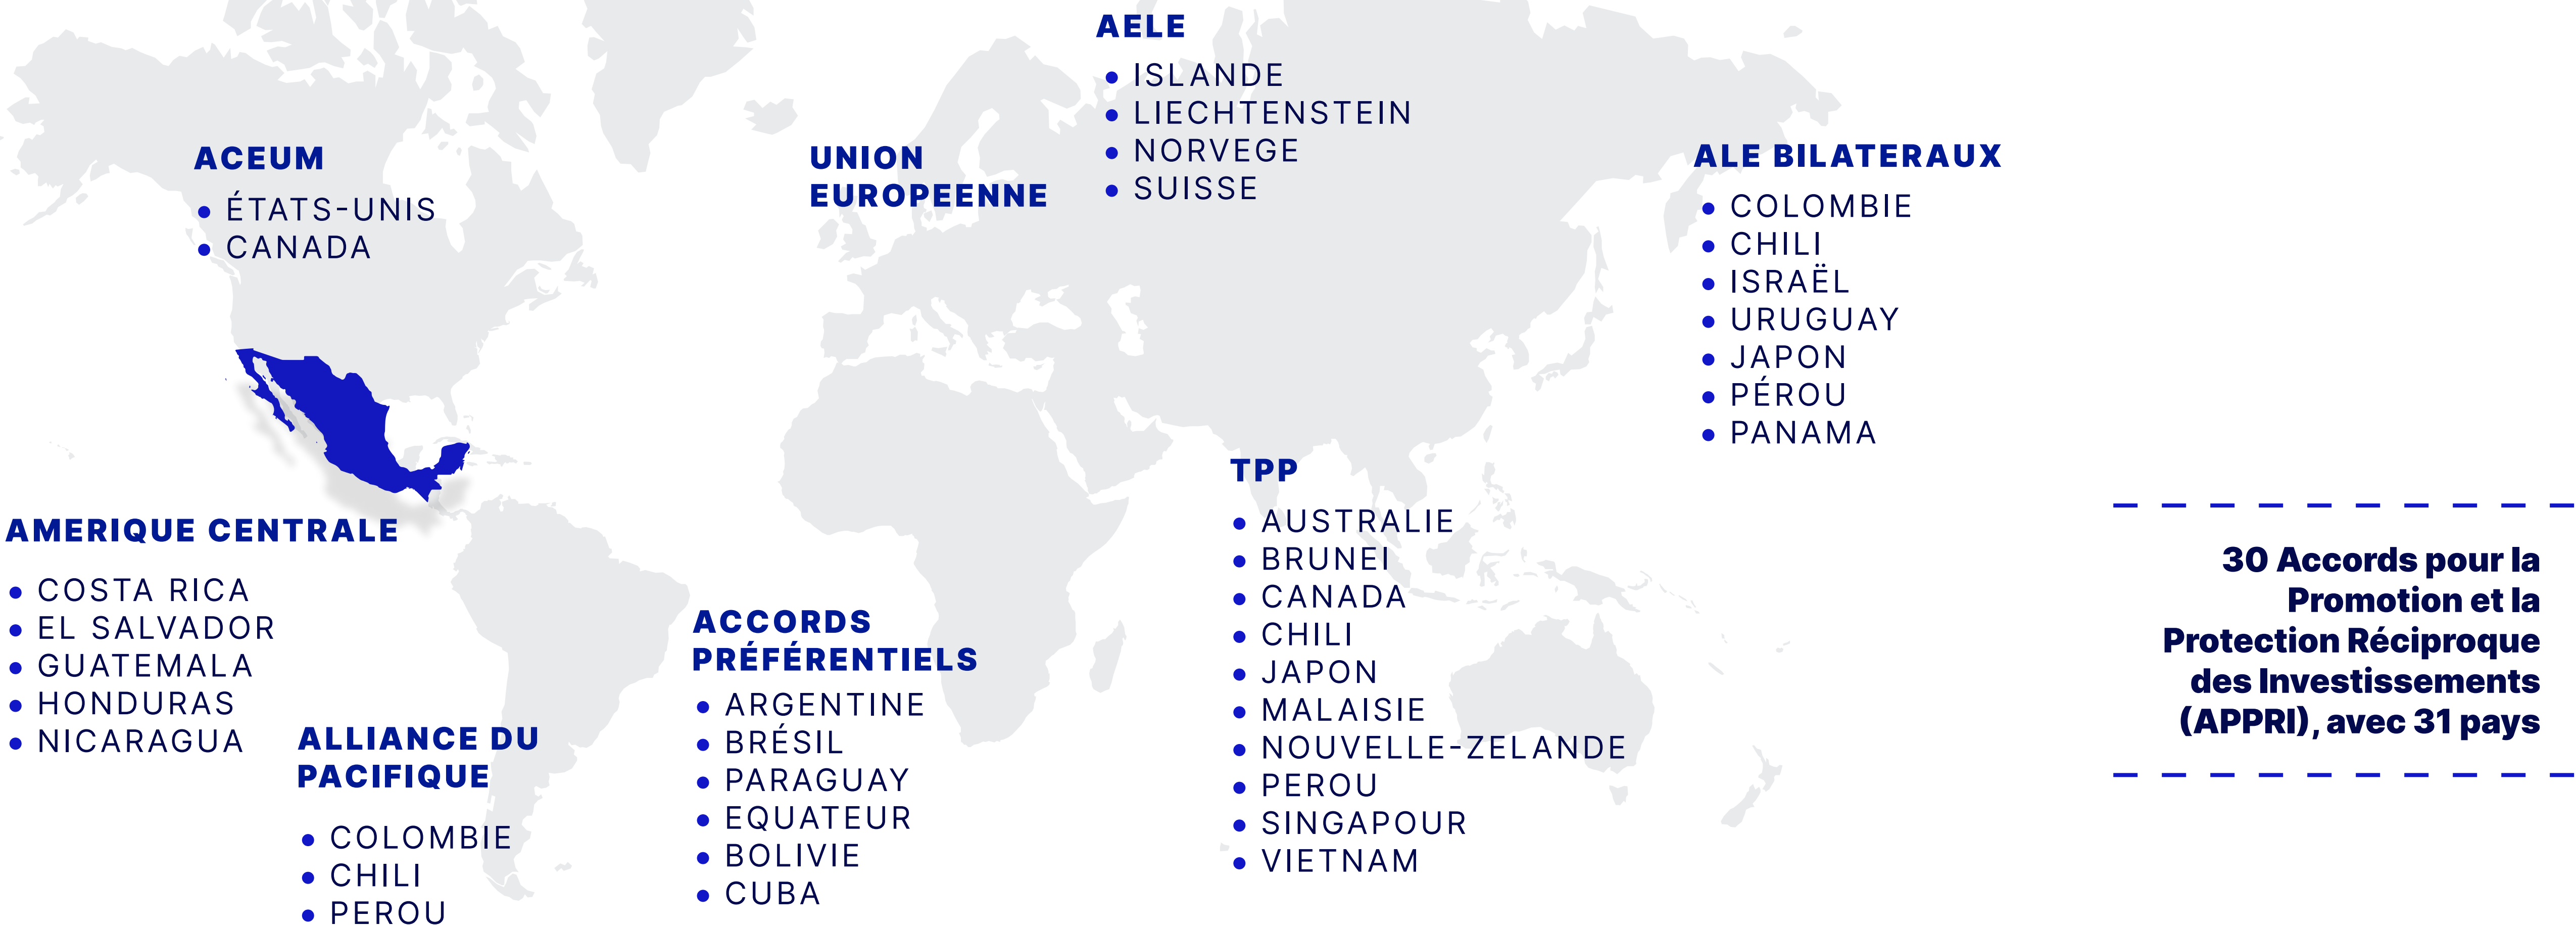 AELE
ISLANDE
LIECHTENSTEIN
NORVEGE
SUISSE
ACEUM
ÉTATS-UNIS
CANADA
UNION
EUROPEENNE
ALE BILATERAUX
COLOMBIE
CHILI
ISRAËL
URUGUAY
JAPON
PÉROU
PANAMA
AMERIQUE CENTRALE
COSTA RICA
EL SALVADOR
GUATEMALA
HONDURAS
NICARAGUA
ALLIANCE DU
PACIFIQUE
COLOMBIE
CHILI
PEROU
ACCORDS
PRÉFÉRENTIELS
ARGENTINE
BRÉSIL
PARAGUAY
EQUATEUR
BOLIVIE
CUBA
TPP
AUSTRALIE
BRUNEI
CANADA
CHILI
JAPON
MALAISIE
NOUVELLE-ZELANDE
PEROU
SINGAPOUR
VIETNAM
30 Accords pour la
Promotion et la
Protection Réciproque
des Investissements
(APPRI), avec 31 pays